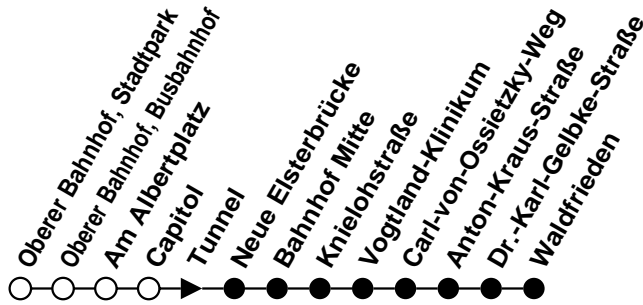 Oberer Bahnhof, Stadtpark
Oberer Bahnhof, Busbahnhof
Am Albertplatz
Capitol
Tunnel
Neue Elsterbrücke
Bahnhof Mitte
Knielohstraße
Vogtland-Klinikum
Carl-von-Ossietzky-Weg
Anton-Kraus-Straße
Dr.-Karl-Gelbke-Straße
Waldfrieden